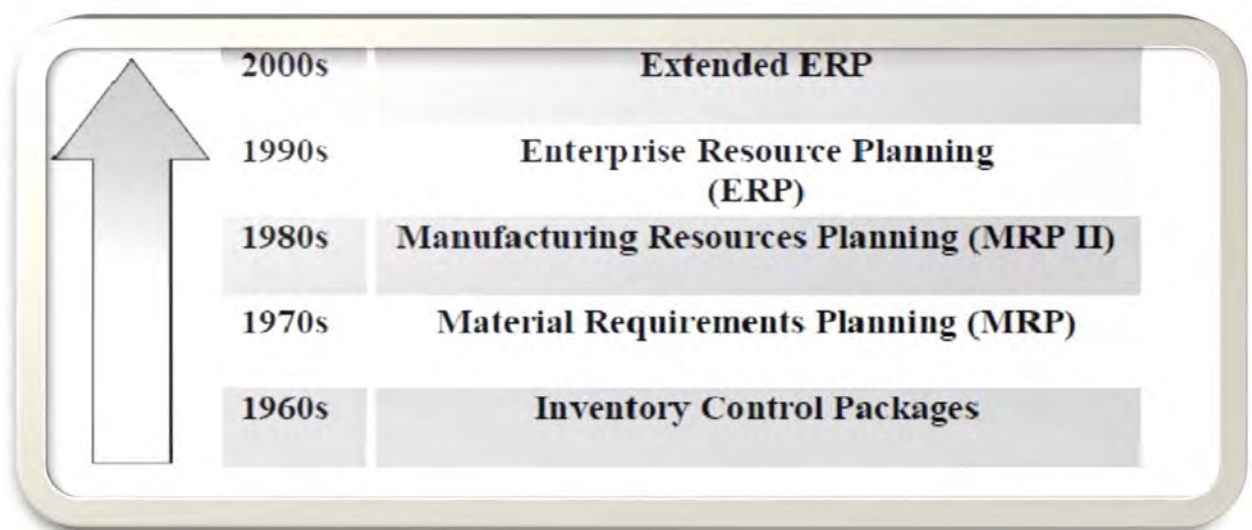 2000s Extended ERP
1990s Enterprise Resource Planning
(ERP)
1980s Manufacturing Resources Planning (MRP II)
1970s Material Requirements Planning (MRP)
1960s Inventory Control Packages